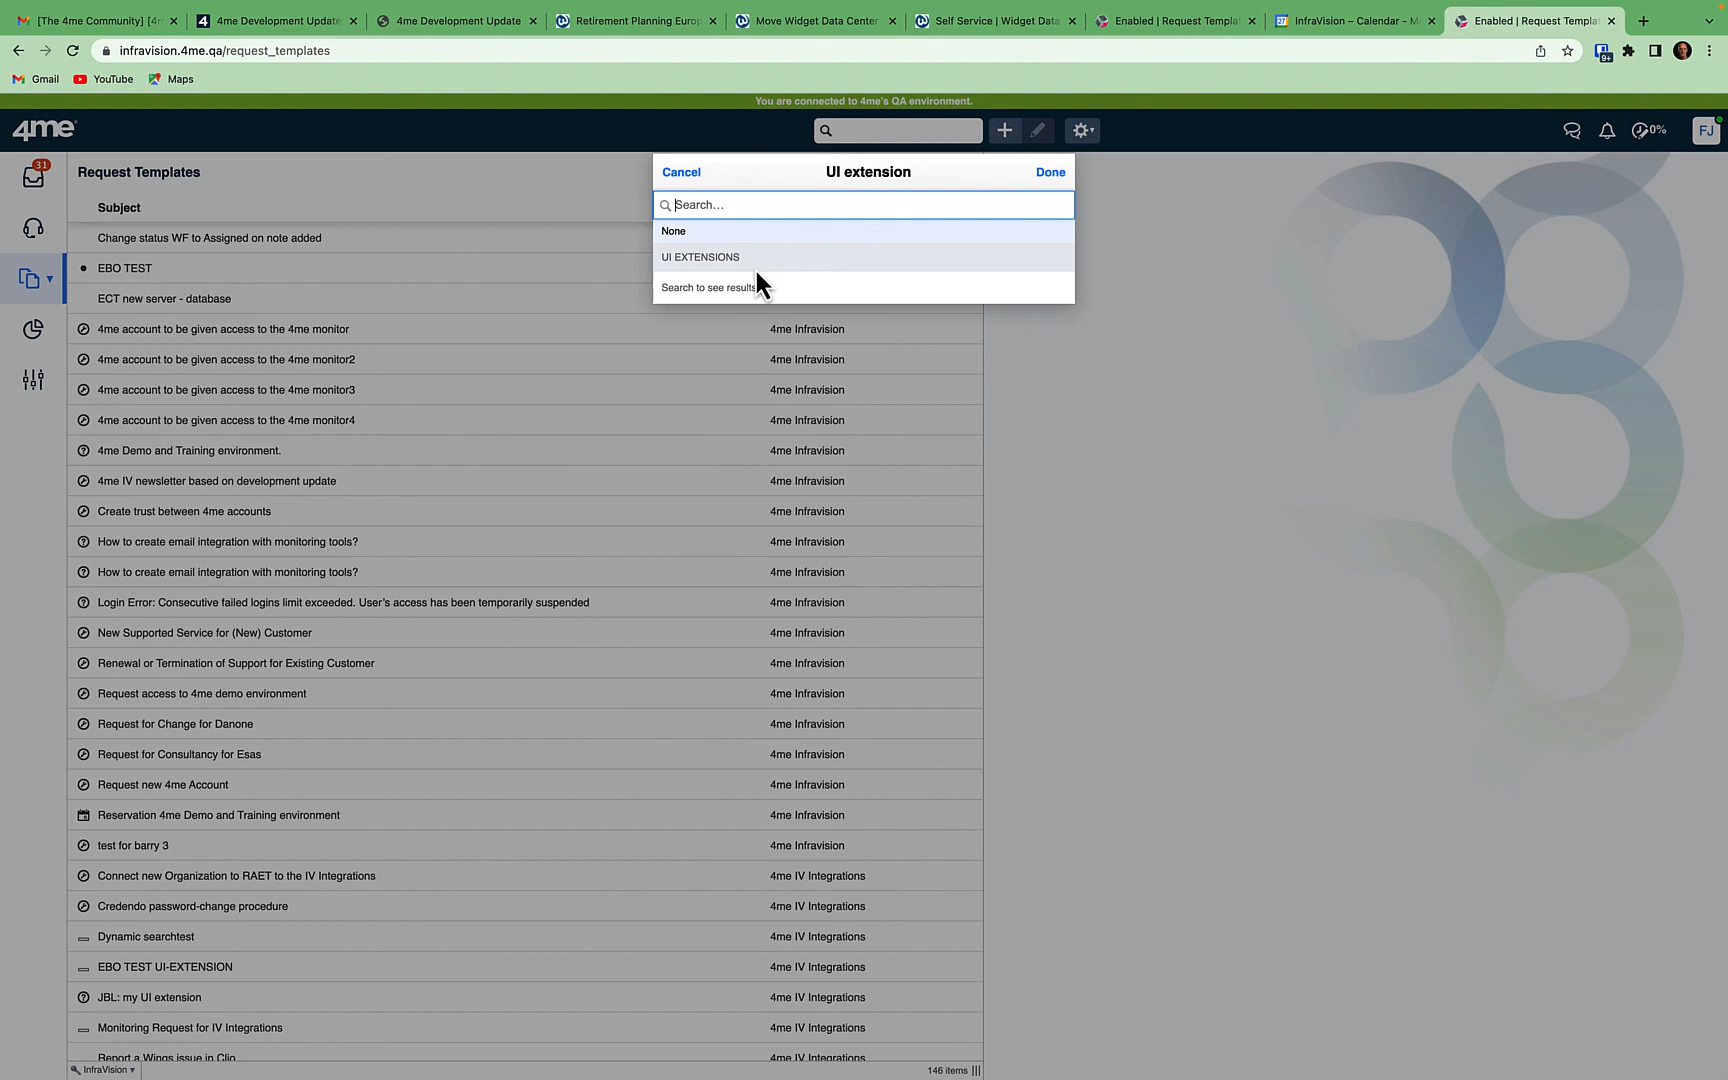 [The 4me Community] [4m
4me Development Update
4me Development Update
Retirement Planning Europ
Move Widget Data Center
Self Service | Widget Data
Enabled | Request Templat
InfraVision – Calendar - M
Enabled | Request Templat
infravision.4me.qa/request_templates
9+
Gmail
YouTube
Maps
You are connected to 4me's QA environment.
4me
0%
FJ
31
Request Templates
Cancel
UI extension
Done
Subject
Search...
None
UI EXTENSIONS
Search to see results
Change status WF to Assigned on note added
EBO TEST
ECT new server - database
4me account to be given access to the 4me monitor 4me Infravision
4me account to be given access to the 4me monitor2 4me Infravision
4me account to be given access to the 4me monitor3 4me Infravision
4me account to be given access to the 4me monitor4 4me Infravision
4me Demo and Training environment. 4me Infravision
4me IV newsletter based on development update 4me Infravision
Create trust between 4me accounts 4me Infravision
How to create email integration with monitoring tools? 4me Infravision
How to create email integration with monitoring tools? 4me Infravision
Login Error: Consecutive failed logins limit exceeded. User's access has been temporarily suspended 4me Infravision
New Supported Service for (New) Customer 4me Infravision
Renewal or Termination of Support for Existing Customer 4me Infravision
Request access to 4me demo environment 4me Infravision
Request for Change for Danone 4me Infravision
Request for Consultancy for Esas 4me Infravision
Request new 4me Account 4me Infravision
Reservation 4me Demo and Training environment 4me Infravision
test for barry 3 4me Infravision
Connect new Organization to RAET to the IV Integrations 4me IV Integrations
Credendo password-change procedure 4me IV Integrations
Dynamic searchtest 4me IV Integrations
EBO TEST UI-EXTENSION 4me IV Integrations
JBL: my UI extension 4me IV Integrations
Monitoring Request for IV Integrations 4me IV Integrations
Report a Wings issue in Clio 4me IV Integrations
InfraVision
146 items